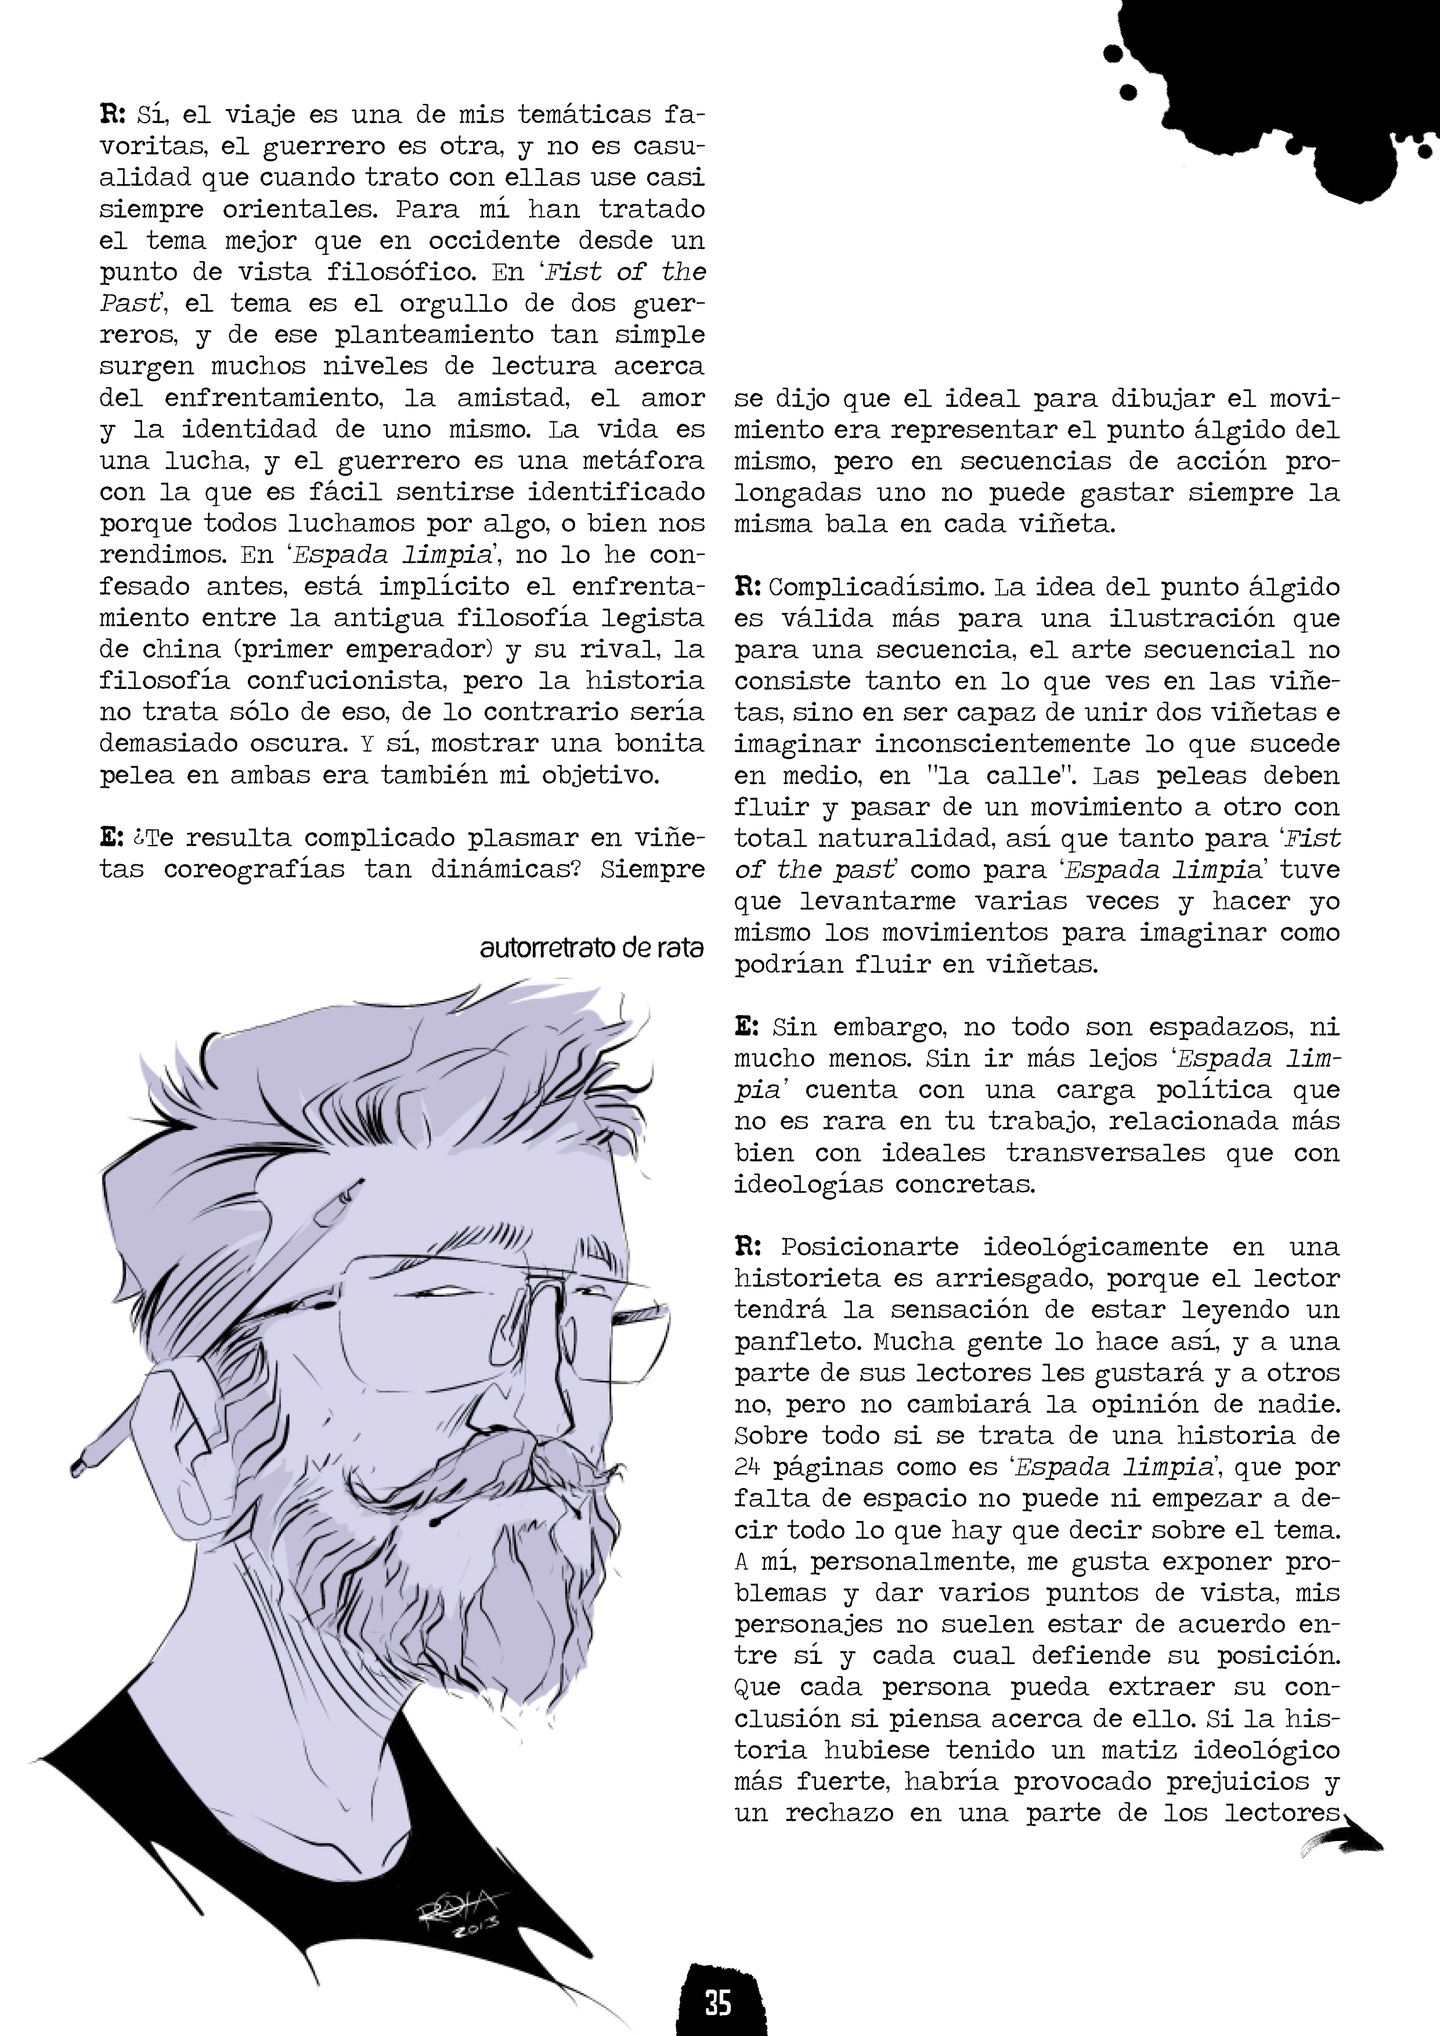 R: Sí, el viaje es una de mis temáticas fa-
voritas, el guerrero es otra, y no es casu-
alidad que cuando trato con ellas use casi
siempre orientales. Para mí han tratado
el tema mejor que en occidente desde un
punto de vista filosófico. En ‘Fist of the
Past’, el tema es el orgullo de dos guer-
reros, y de ese planteamiento tan simple
surgen muchos niveles de lectura acerca
del enfrentamiento, la amistad, el amor
y la identidad de uno mismo. La vida es
una lucha, y el guerrero es una metáfora
con la que es fácil sentirse identificado
porque todos luchamos por algo, o bien nos
rendimos. En ‘Espada limpia’, no lo he con-
fesado antes, está implícito el enfrenta-
miento entre la antigua filosofía legista
de china (primer emperador) y su rival, la
filosofía confucionista, pero la historia
no trata sólo de eso, de lo contrario sería
demasiado oscura. Y sí, mostrar una bonita
pelea en ambas era también mi objetivo.
E: ¿Te resulta complicado plasmar en viñe-
tas coreografías tan dinámicas? Siempre
autorretrato de rata
RATA
2013
se dijo que el ideal para dibujar el movi-
miento era representar el punto álgido del
mismo, pero en secuencias de acción pro-
longadas uno no puede gastar siempre la
misma bala en cada viñeta.
R: Complicadísimo. La idea del punto álgido
es válida más para una ilustración que
para una secuencia, el arte secuencial no
consiste tanto en lo que ves en las viñe-
tas, sino en ser capaz de unir dos viñetas e
imaginar inconscientemente lo que sucede
en medio, en "la calle". Las peleas deben
fluir y pasar de un movimiento a otro con
total naturalidad, así que tanto para ‘Fist
of the past’ como para ‘Espada limpia’ tuve
que levantarme varias veces y hacer yo
mismo los movimientos para imaginar como
podrían fluir en viñetas.
E: Sin embargo, no todo son espadazos, ni
mucho menos. Sin ir más lejos ‘Espada lim-
pia’ cuenta con una carga política que
no es rara en tu trabajo, relacionada más
bien con ideales transversales que con
ideologías concretas.
R: Posicionarte ideológicamente en una
historieta es arriesgado, porque el lector
tendrá la sensación de estar leyendo un
panfleto. Mucha gente lo hace así, y a una
parte de sus lectores les gustará y a otros
no, pero no cambiará la opinión de nadie.
Sobre todo si se trata de una historia de
24 páginas como es ‘Espada limpia’, que por
falta de espacio no puede ni empezar a de-
cir todo lo que hay que decir sobre el tema.
A mí, personalmente, me gusta exponer pro-
blemas y dar varios puntos de vista, mis
personajes no suelen estar de acuerdo en-
tre sí y cada cual defiende su posición.
Que cada persona pueda extraer su con-
clusión si piensa acerca de ello. Si la his-
toria hubiese tenido un matiz ideológico
más fuerte, habría provocado prejuicios y
un rechazo en una parte de los lectores
35